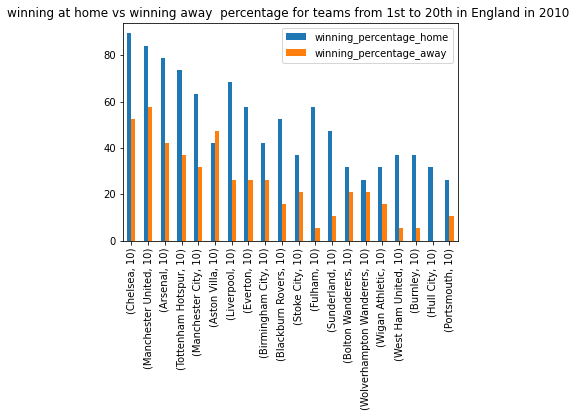 winning at home vs winning away  percentage for teams from 1st to 20th in England in 2010
winning_percentage_home
winning_percentage_away
80
60
40
20
0
(Chelsea, 10)
(Manchester United, 10)
(Arsenal, 10)
(Tottenham Hotspur, 10)
(Manchester City, 10)
(Aston Villa, 10)
(Liverpool, 10)
(Everton, 10)
(Birmingham City, 10)
(Blackburn Rovers, 10)
(Stoke City, 10)
(Fulham, 10)
(Sunderland, 10)
(Bolton Wanderers, 10)
(Wolverhampton Wanderers, 10)
(Wigan Athletic, 10)
(West Ham United, 10)
(Burnley, 10)
(Hull City, 10)
(Portsmouth, 10)